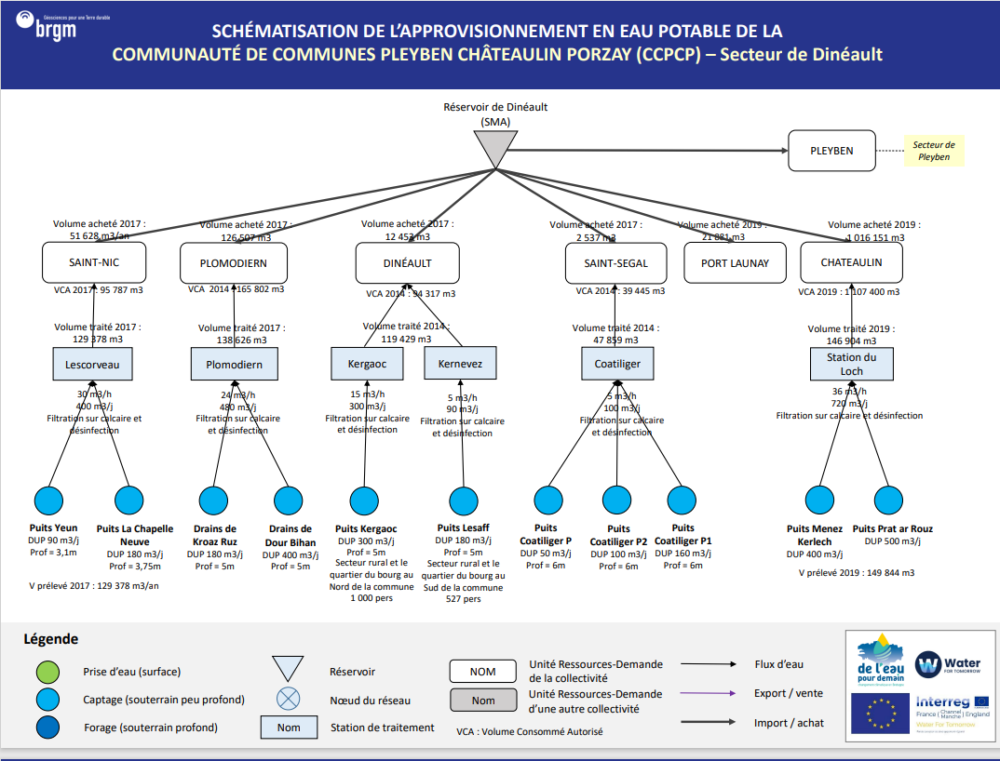 Géosciences pour une Terre durable
brgm
SCHÉMATISATION DE L'APPROVISIONNEMENT EN EAU POTABLE DE LA
COMMUNAUTÉ DE COMMUNES PLEYBEN CHÂTEAULIN PORZAY (CCPCP) – Secteur de Dinéault
Réservoir de Dinéault
(SMA)
PLEYBEN
Secteur de
Pleyben
Volume acheté 2017 :
51 628 m3/an
Volume acheté 2017 :
126 507 m3
Volume acheté 2017 :
12 453 m3
Volume acheté 2017 :
2 537 m3
Volume acheté 2019 :
21 881 m3
Volume acheté 2019 :
1 016 151 m3
SAINT-NIC
PLOMODIERN
DINÉAULT
SAINT-SEGAL
PORT LAUNAY
CHATEAULIN
VCA 2017 : 95 787 m3
VCA 2014 : 165 802 m3
VCA 2014 : 94 317 m3
VCA 2014 : 39 445 m3
VCA 2019 : 1 107 400 m3
Volume traité 2017 :
129 378 m3
Volume traité 2017 :
138 626 m3
Volume traité 2014 :
119 429 m3
Volume traité 2014 :
47 859 m3
Volume traité 2019 :
146 904 m3
Lescorveau
Plomodiern
Kergaoc
Kernevez
Coatiliger
Station du
Loch
30 m3/h
400 m3/j
Filtration sur calcaire et
désinfection
24 m3/h
480 m3/j
Filtration sur calcaire
et désinfection
15 m3/h
300 m3/j
Filtration sur calcaire
et désinfection
5 m3/h
90 m3/j
Filtration sur calcaire
et désinfection
5 m3/h
100 m3/j
Filtration sur calcaire
et désinfection
36 m3/h
720 m3/j
Filtration sur calcaire et désinfection
Puits Yeun
DUP 90 m3/j
Prof = 3,1m
Puits La Chapelle
Neuve
DUP 180 m3/j
Prof = 3,75m
Drains de
Kroaz Ruz
DUP 180 m3/j
Prof = 5m
Drains de
Dour Bihan
DUP 400 m3/j
Prof = 5m
Puits Kergaoc
DUP 300 m3/j
Prof = 5m
Secteur rural et le
quartier du bourg au
Nord de la commune
1 000 pers
Puits Lesaff
DUP 180 m3/j
Prof = 5m
Secteur rural et le
quartier du bourg au
Sud de la commune
527 pers
Puits
Coatiliger P
DUP 50 m3/j
Prof = 6m
Puits
Coatiliger P2
DUP 100 m3/j
Prof = 6m
Puits
Coatiliger P1
DUP 160 m3/j
Prof = 6m
Puits Menez
Kerlech
DUP 400 m3/j
Puits Prat ar Rouz
DUP 500 m3/j
V prélevé 2017 : 129 378 m3/an
V prélevé 2019 : 149 844 m3
Légende
Prise d'eau (surface)
Captage (souterrain peu profond)
Forage (souterrain profond)
Réservoir
Nœud du réseau
Nom
Station de traitement
NOM
Unité Ressources-Demande
de la collectivité
Nom
Unité Ressources-Demande
d'une autre collectivité
VCA : Volume Consommé Autorisé
Flux d'eau
Export / vente
Import / achat
de l'eau
pour demain
Water
FOR TOMORROW
Interreg
France ( Channel
Manche ) England
Water For Tomorrow